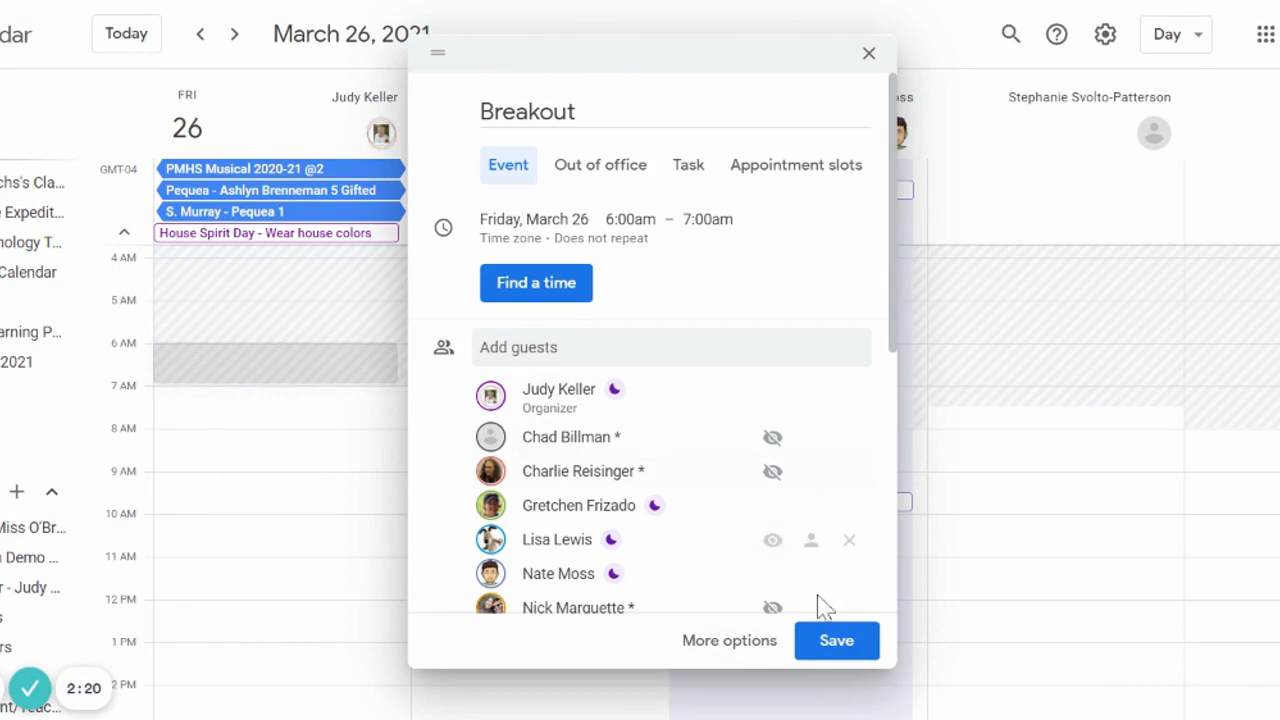 dar
Today
March 26, 2021
Day
FRI
26
Judy Keller
oss
Stephanie Svolto-Patterson
GMT-04
PMHS Musical 2020-21 @2
Pequea - Ashlyn Brenneman 5 Gifted
S. Murray - Pequea 1
House Spirit Day - Wear house colors
4 AM
5 AM
6 AM
7 AM
8 AM
9 AM
10 AM
11 AM
12 PM
1 PM
2 PM
chs's Cla...
e Expedit...
nology T...
Calendar
arning P...
2021
Miss O'Br...
n Demo ...
r - Judy ...
s
rs
ent/Teac...
2:20
Breakout
Event
Out of office
Task
Appointment slots
Friday, March 26 6:00am – 7:00am
Time zone • Does not repeat
Find a time
Add guests
Judy Keller
Organizer
Chad Billman *
Charlie Reisinger *
Gretchen Frizado
Lisa Lewis
Nate Moss
Nick Marquette *
More options
Save